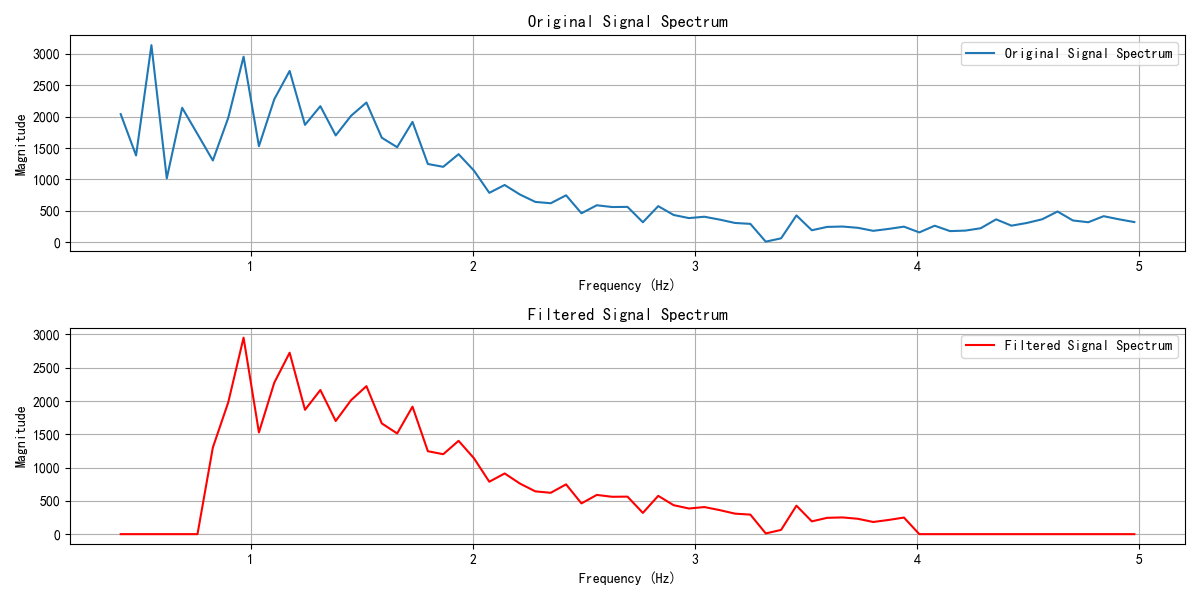 Original Signal Spectrum
Original Signal Spectrum
Magnitude
3000
2500
2000
1500
1000
500
0
1 2 3 4 5
Frequency (Hz)
Filtered Signal Spectrum
Filtered Signal Spectrum
Magnitude
3000
2500
2000
1500
1000
500
0
1 2 3 4 5
Frequency (Hz)